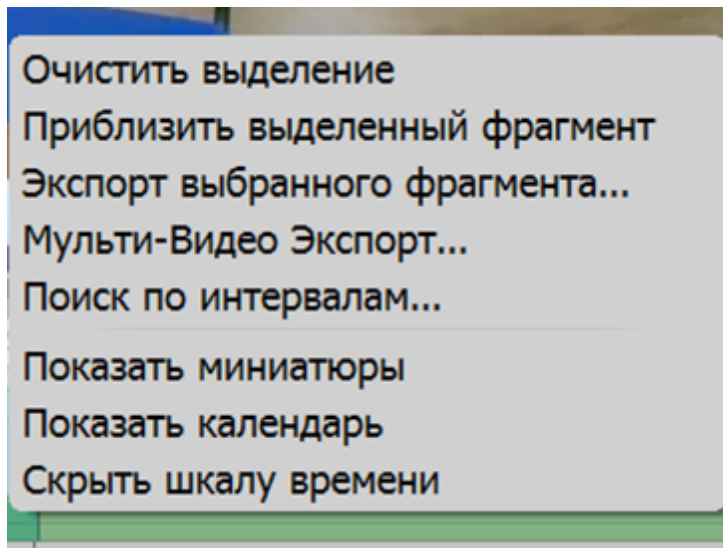 Очистить выделение
Приблизить выделенный фрагмент
Экспорт выбранного фрагмента...
Мульти-Видео Экспорт...
Поиск по интервалам...
Показать миниатюры
Показать календарь
Скрыть шкалу времени